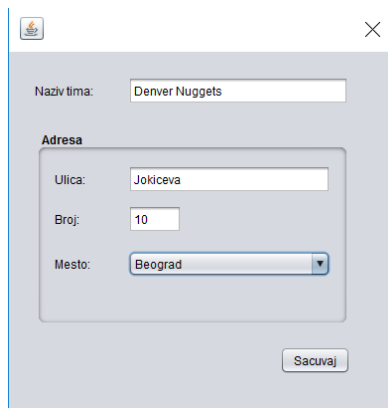 Naziv tima: Denver Nuggets
Adresa
Ulica: Jokiceva
Broj: 10
Mesto: Beograd
Sacuvaj